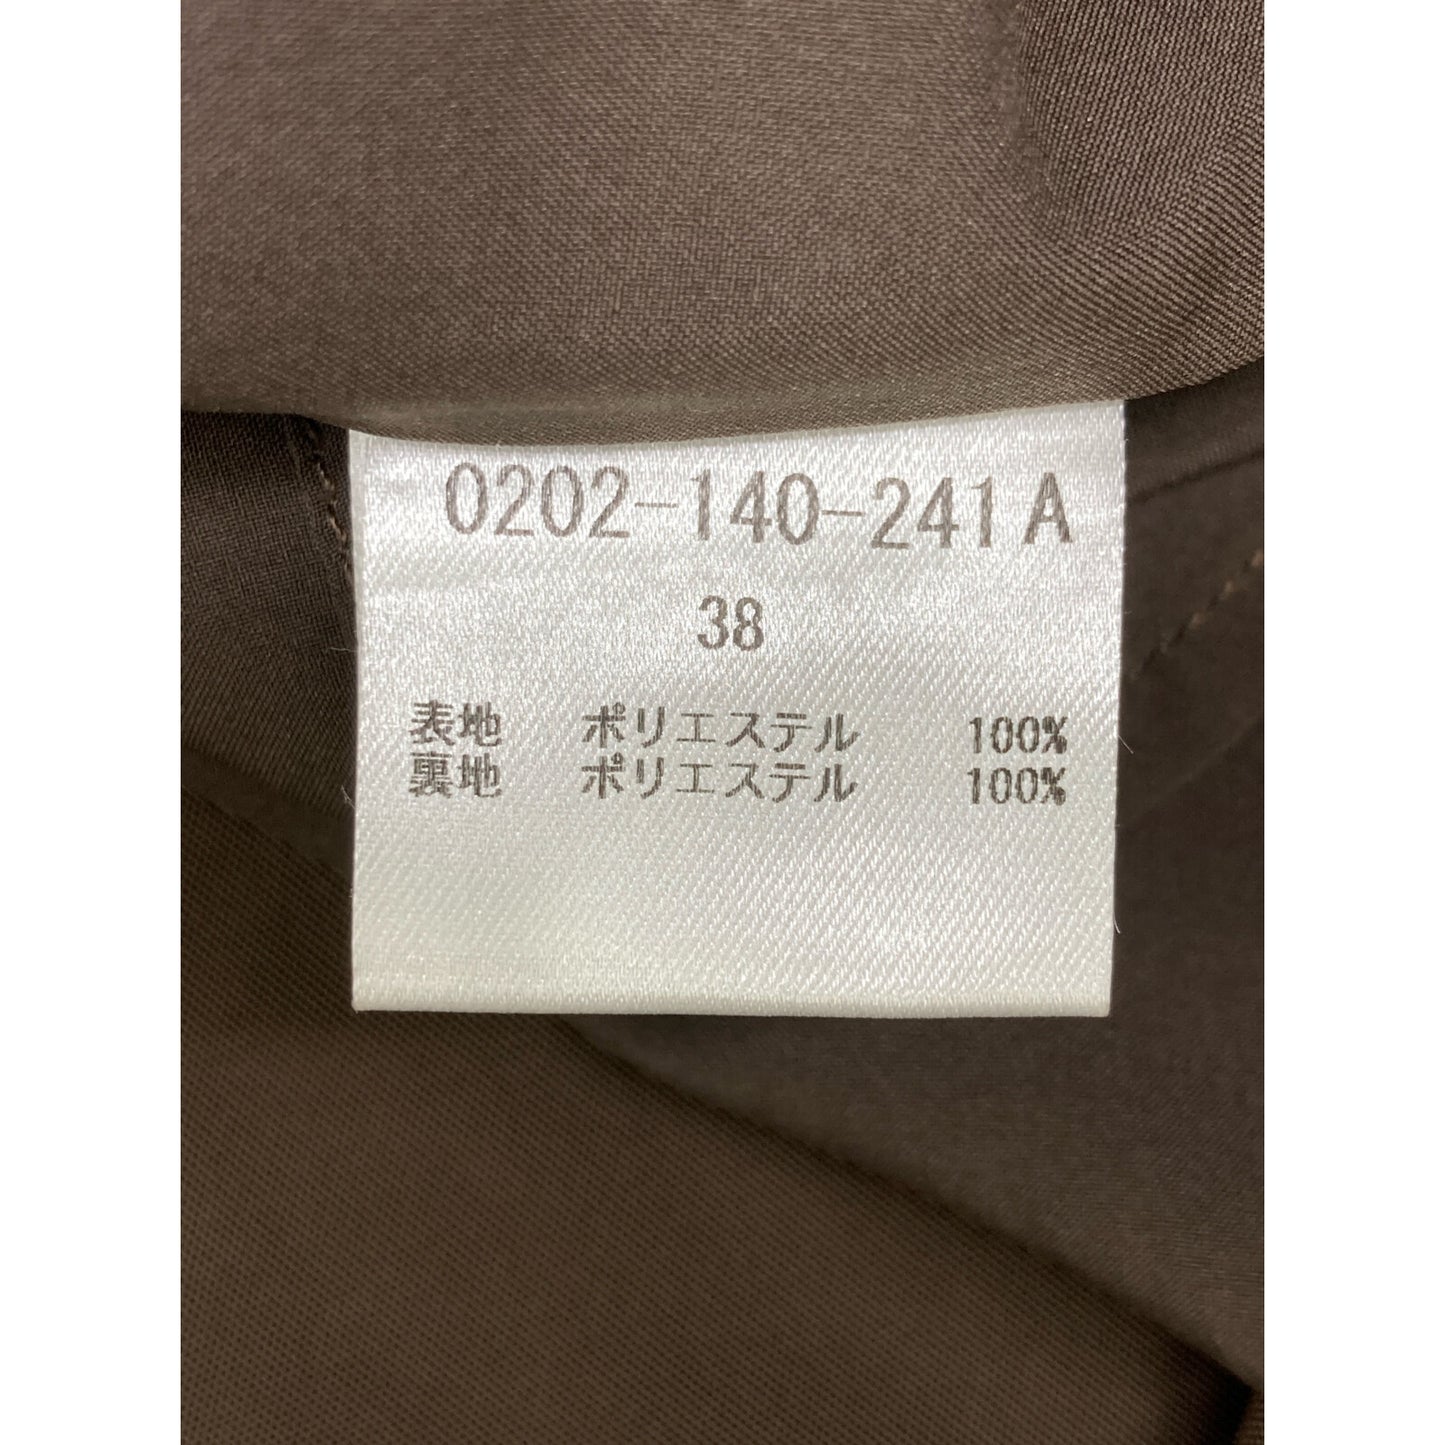 0202-140-241A
38
表地 ポリエステル 100%
裏地 ポリエステル 100%